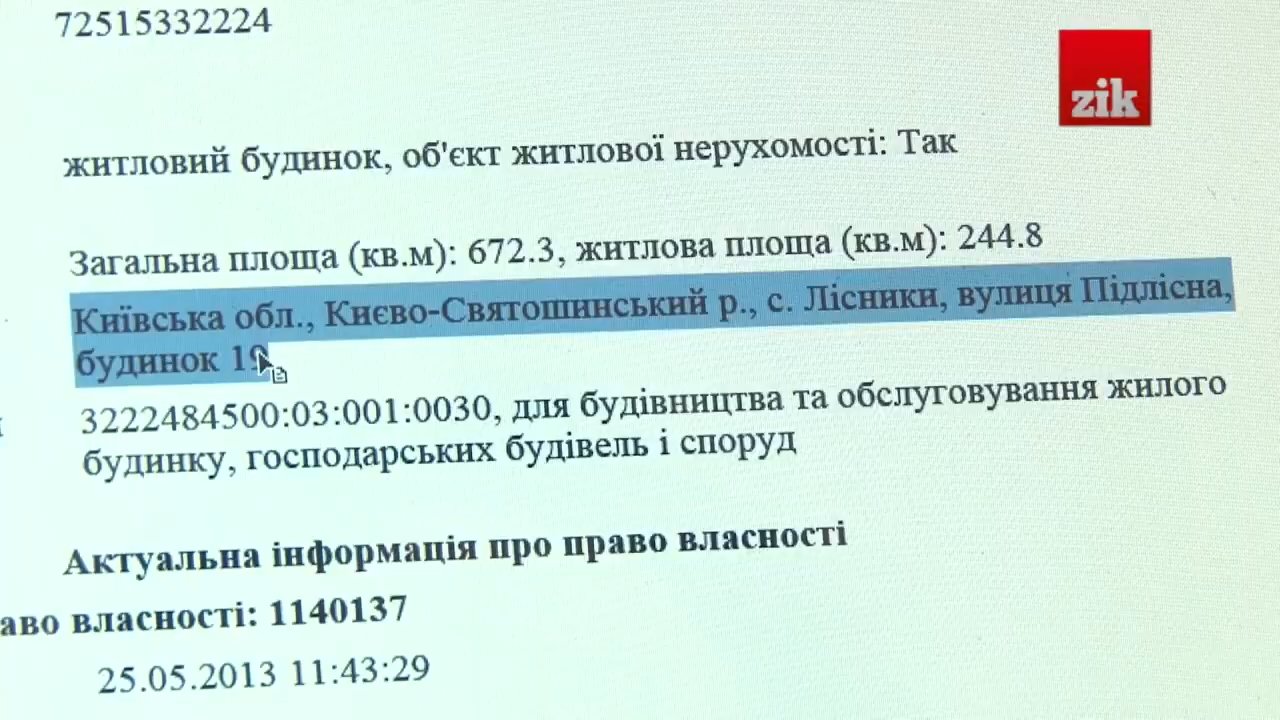 72515332224
zik
житловий будинок, об'єкт житлової нерухомості: Так
Загальна площа (кв.м): 672.3, житлова площа (кв.м): 244.8
Київська обл., Києво-Святошинський р., с. Лісники, вулиця Підлісна,
будинок 19
3222484500:03:001:0030, для будівництва та обслуговування жилого
будинку, господарських будівель і споруд
Актуальна інформація про право власності
аво власності: 1140137
25.05.2013 11:43:29